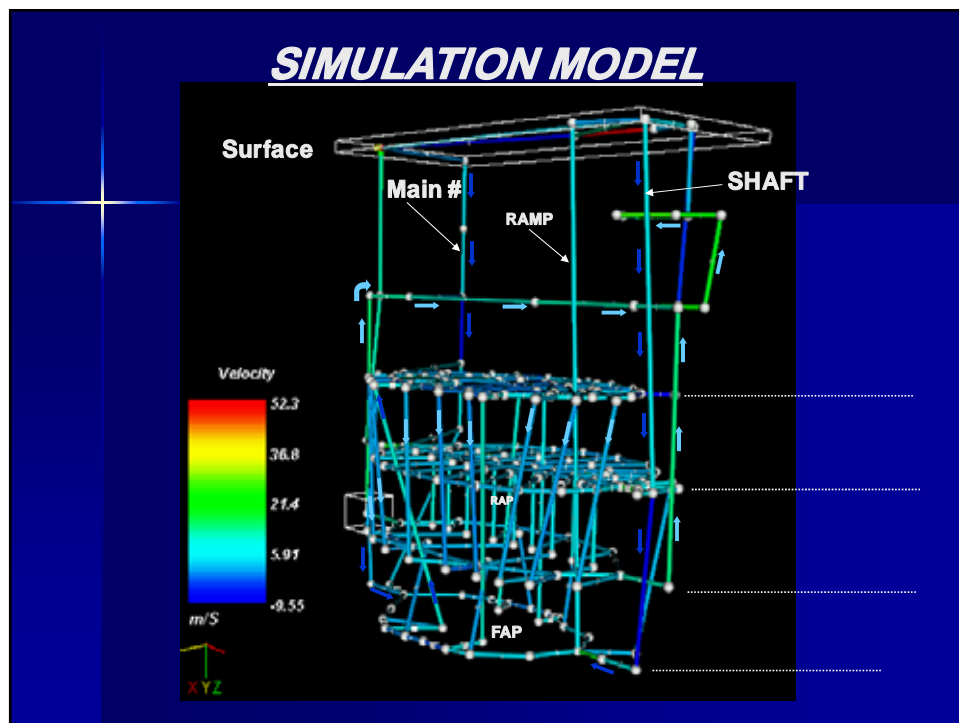 SIMULATION MODEL
Surface
Main #
SHAFT
RAMP
Velocity
52.3
36.8
21.4
5.91
-9.55
m/S
RAP
FAP
X Y Z